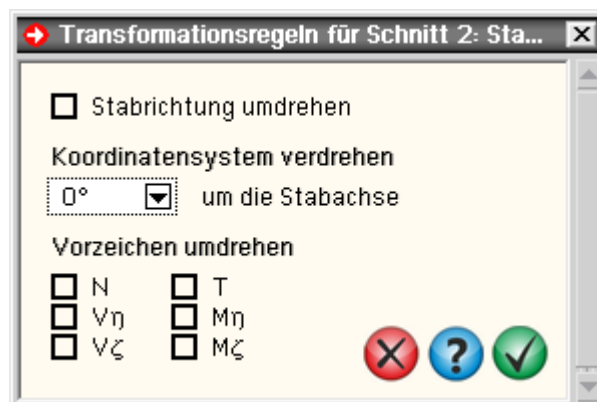 Transformationsregeln für Schnitt 2: Sta...
Stabrichtung umdrehen
Koordinatensystem verdrehen
0° um die Stabachse
Vorzeichen umdrehen
N T
Vη Mη
Vζ Mζ
?